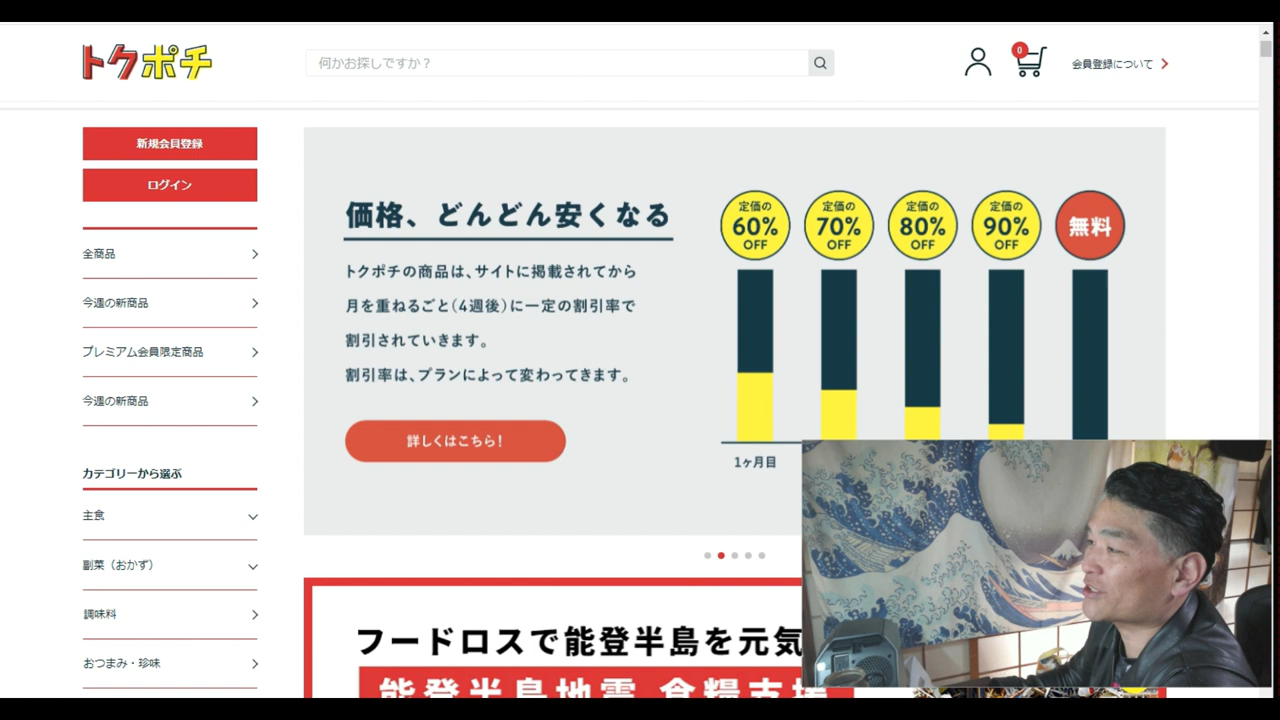 トクポチ
何かお探しですか？
0
会員登録について
新規会員登録
ログイン
全商品
今週の新商品
プレミアム会員限定商品
今週の新商品
カテゴリーから選ぶ
主食
副菜（おかず）
調味料
おつまみ・珍味
価格、どんどん安くなる
トクポチの商品は、サイトに掲載されてから
月を重ねるごと（4週後）に一定の割引率で
割引されていきます。
割引率は、プランによって変わってきます。
詳しくはこちら！
定価の
60%
OFF
定価の
70%
OFF
定価の
80%
OFF
定価の
90%
OFF
無料
1ヶ月目
フードロスで能登半島を元気
能登半島地震 食糧支援